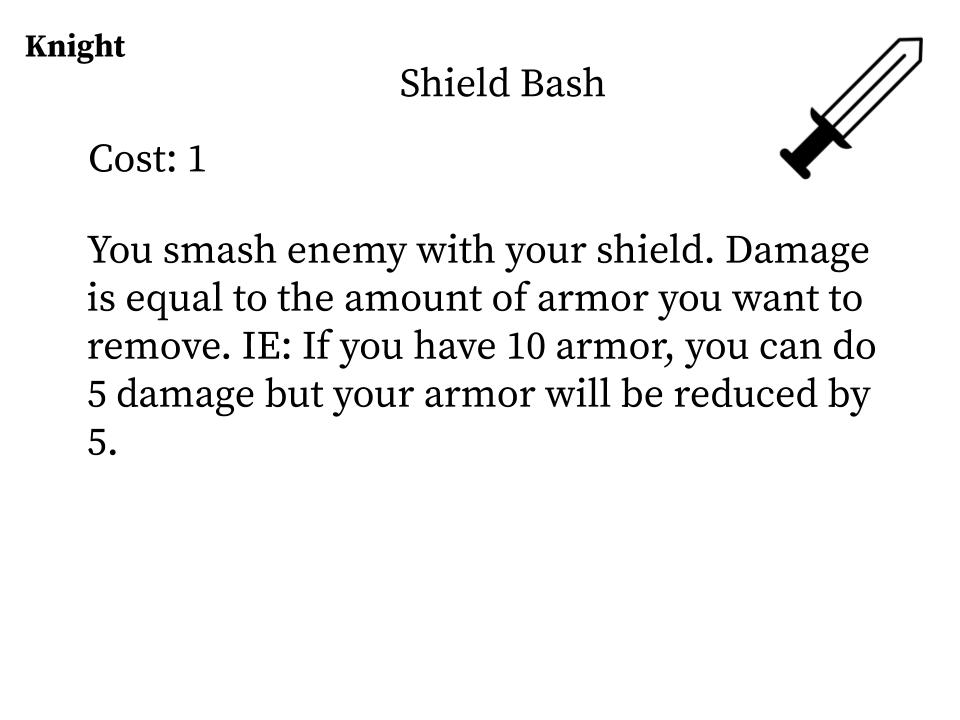 Knight
Shield Bash
Cost: 1
You smash enemy with your shield. Damage
is equal to the amount of armor you want to
remove. IE: If you have 10 armor, you can do
5 damage but your armor will be reduced by
5.